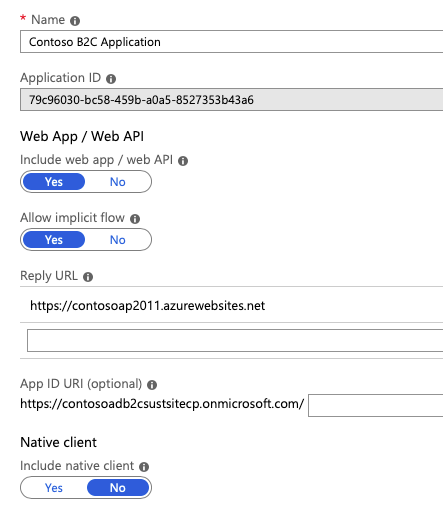 * Name
Contoso B2C Application
Application ID
79c96030-bc58-459b-a0a5-8527353b43a6
Web App / Web API
Include web app / web API
Yes No
Allow implicit flow
Yes No
Reply URL
https://contosoap2011.azurewebsites.net
App ID URI (optional)
https://contosoadb2csustsitecp.onmicrosoft.com/
Native client
Include native client
Yes No